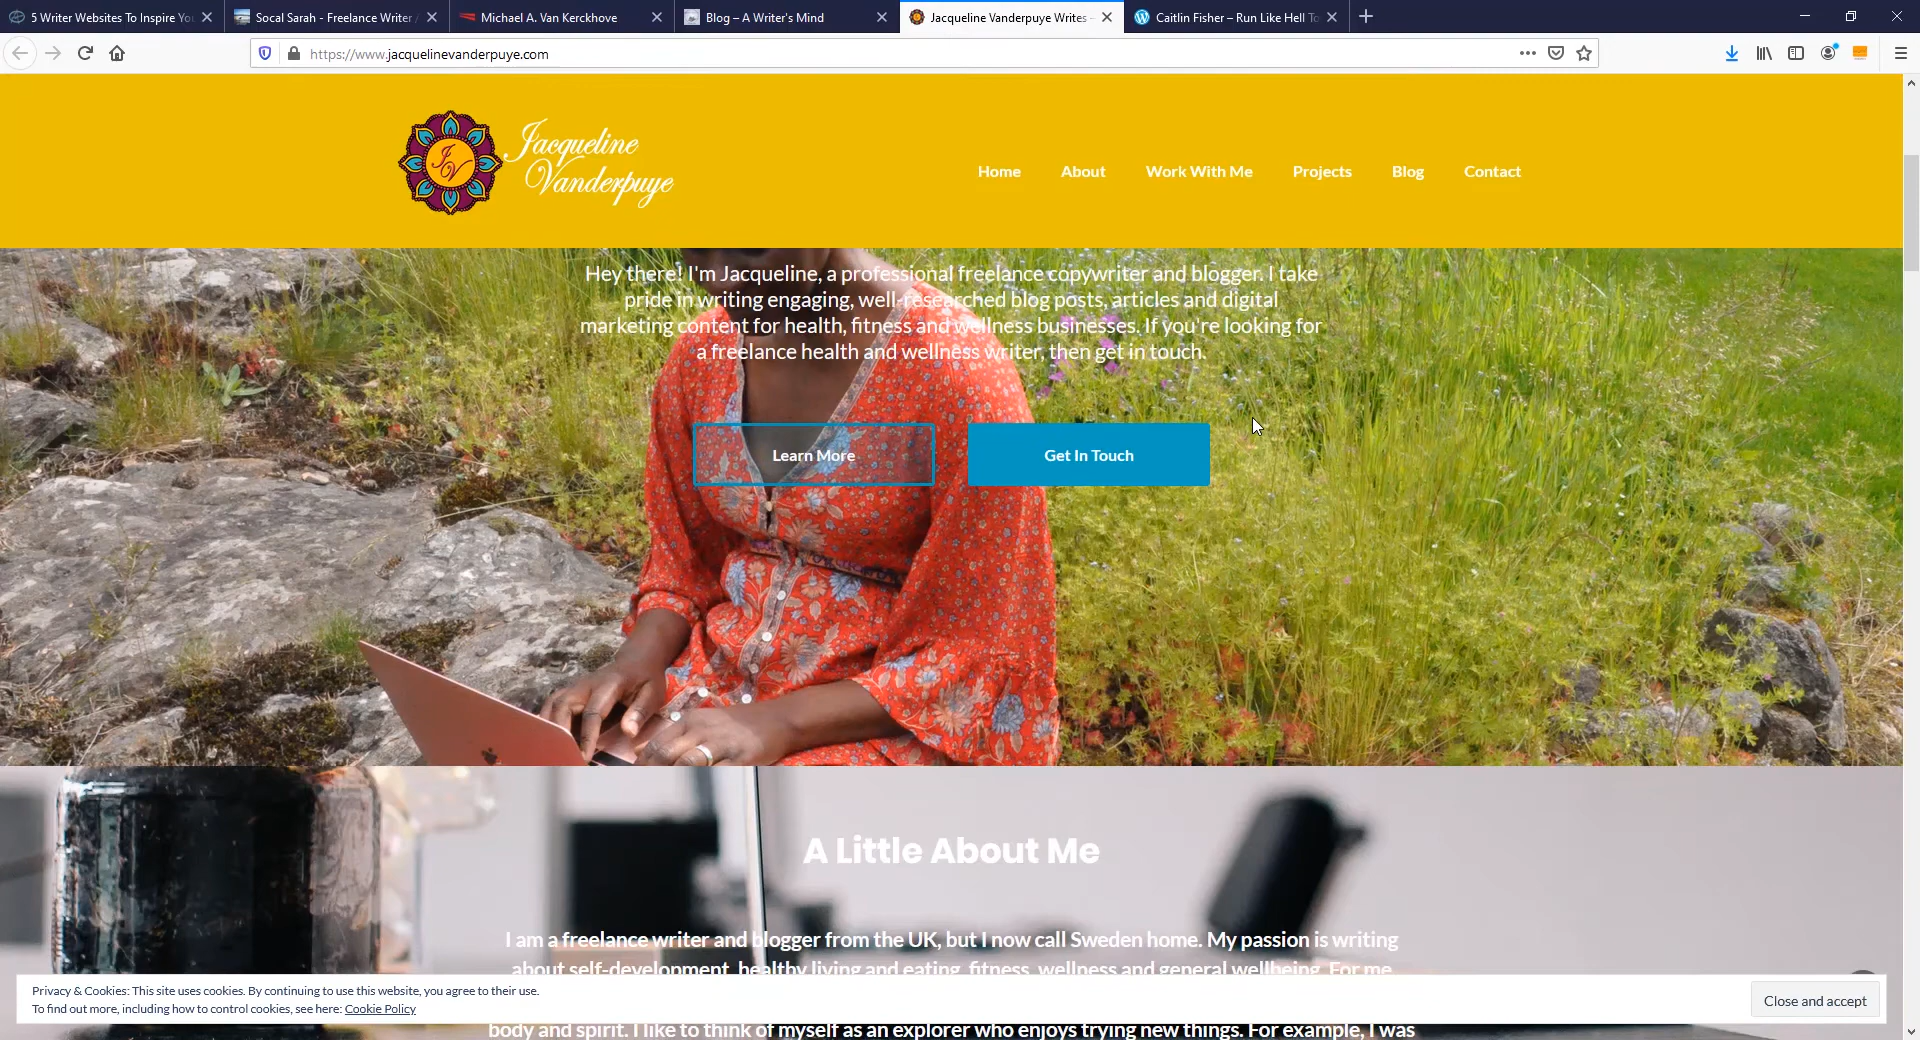 5 Writer Websites To Inspire Yo
Socal Sarah - Freelance Writer
Michael A. Van Kerckhove
Blog – A Writer's Mind
Jacqueline Vanderpuye Writes -
Caitlin Fisher – Run Like Hell To
https://www.jacquelinevanderpuye.com
JV
Jacqueline
Vanderpuye
Home
About
Work With Me
Projects
Blog
Contact
Hey there! I'm Jacqueline, a professional freelance copywriter and blogger. I take
pride in writing engaging, well-researched blog posts, articles and digital
marketing content for health, fitness and wellness businesses. If you're looking for
a freelance health and wellness writer, then get in touch.
Learn More
Get In Touch
A Little About Me
I am a freelance writer and blogger from the UK, but I now call Sweden home. My passion is writing
about self-development, healthy living and eating, fitness, wellness and general wellbeing. For me
Privacy & Cookies: This site uses cookies. By continuing to use this website, you agree to their use.
To find out more, including how to control cookies, see here: Cookie Policy
Close and accept
body and spirit. I like to think of myself as an explorer who enjoys trying new things. For example, I was